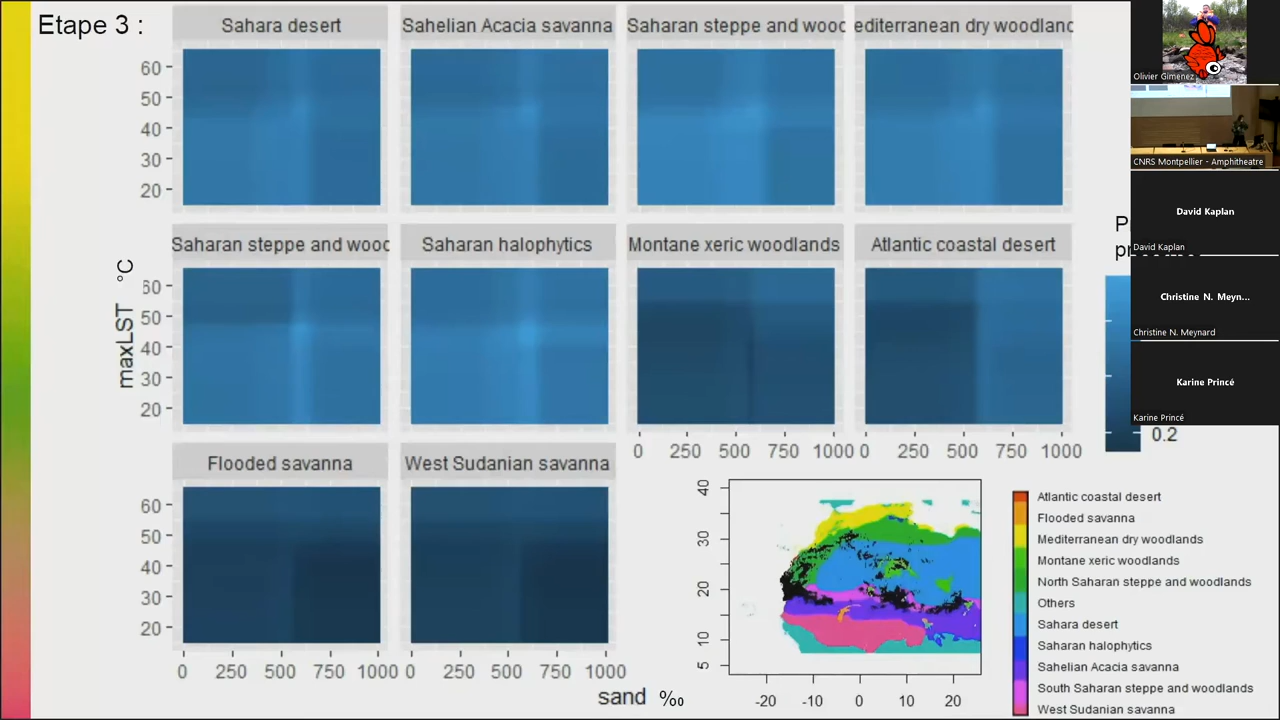 Etape 3 :
Sahara desert
Sahelian Acacia savanna
Saharan steppe and wooc
editerranean dry woodlanc
60
50
40
30
20
Saharan steppe and wooc
Saharan halophytics
Montane xeric woodlands
Atlantic coastal desert
60
50
40
30
20
maxLST °C
0 250 500 750 1000
0 250 500 750 1000
Flooded savanna
West Sudanian savanna
60
50
40
30
20
0 250 500 750 1000
0 250 500 750 1000
sand ‰
0.2
40
30
20
10
5
-20 -10 0 10 20
Atlantic coastal desert
Flooded savanna
Mediterranean dry woodlands
Montane xeric woodlands
North Saharan steppe and woodlands
Others
Sahara desert
Saharan halophytics
Sahelian Acacia savanna
South Saharan steppe and woodlands
West Sudanian savanna
Olivier Gimenez
CNRS Montpellier - Amphitheatre
David Kaplan
David Kaplan
Christine N. Meyn...
Christine N. Meynard
Karine Princé
Karine Princé